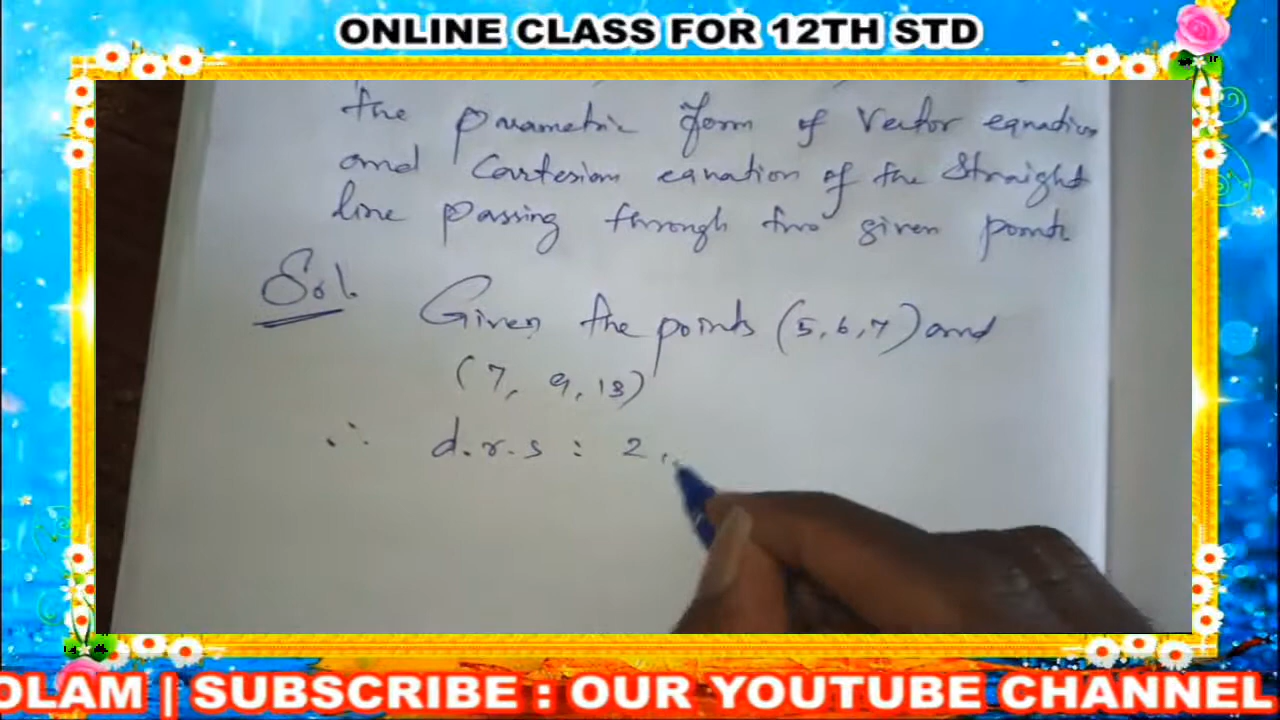 ONLINE CLASS FOR 12TH STD
the parametric form of Vector equation
and Cartesian equation of the Straight
line passing through two given points
Sol.
Given the points (5, 6, 7) and
(7, 9, 13)
∴ d.r.s : 2,
OLAM | SUBSCRIBE : OUR YOUTUBE CHANNEL